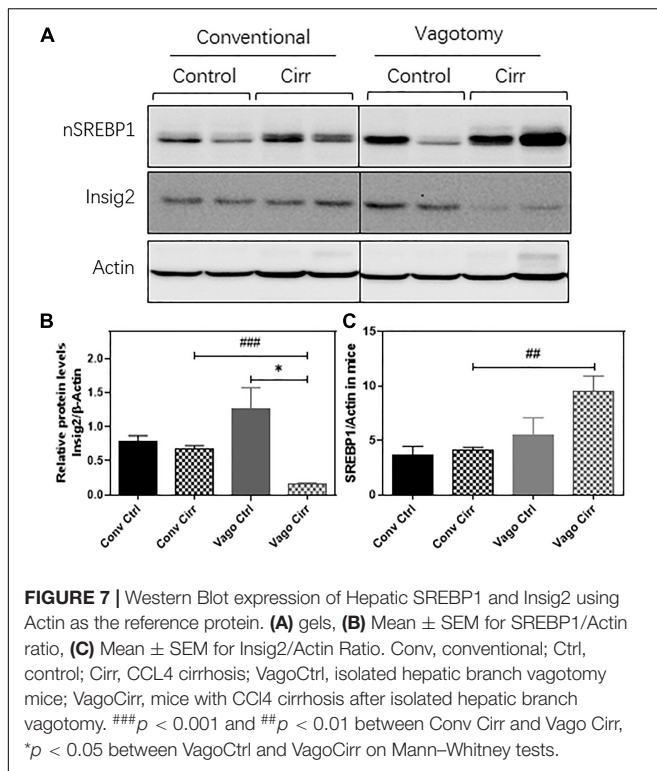 A
Conventional
Vagotomy
Control Cirr Control Cirr
nSREBP1
Insig2
Actin
B
Relative protein levels
Insig2/β-Actin
2.0
1.5
1.0
0.5
0.0
###
*
Conv Ctrl
Conv Cirr
Vago Ctrl
Vago Cirr
C
SREBP1/Actin in mice
15
10
5
0
##
Conv Ctrl
Conv Cirr
Vago Ctrl
Vago Cirr
FIGURE 7 | Western Blot expression of Hepatic SREBP1 and Insig2 using
Actin as the reference protein. (A) gels, (B) Mean ± SEM for SREBP1/Actin
ratio, (C) Mean ± SEM for Insig2/Actin Ratio. Conv, conventional; Ctrl,
control; Cirr, CCL4 cirrhosis; VagoCtrl, isolated hepatic branch vagotomy
mice; VagoCirr, mice with CCl4 cirrhosis after isolated hepatic branch
vagotomy. ###p < 0.001 and ##p < 0.01 between Conv Cirr and Vago Cirr,
*p < 0.05 between VagoCtrl and VagoCirr on Mann–Whitney tests.